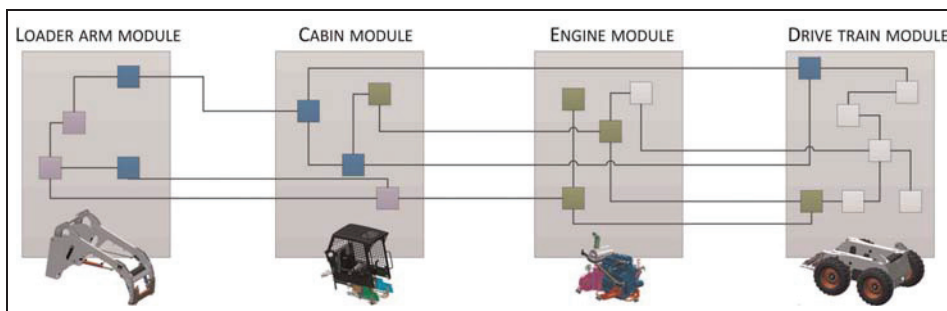 LOADER ARM MODULE
CABIN MODULE
ENGINE MODULE
DRIVE TRAIN MODULE